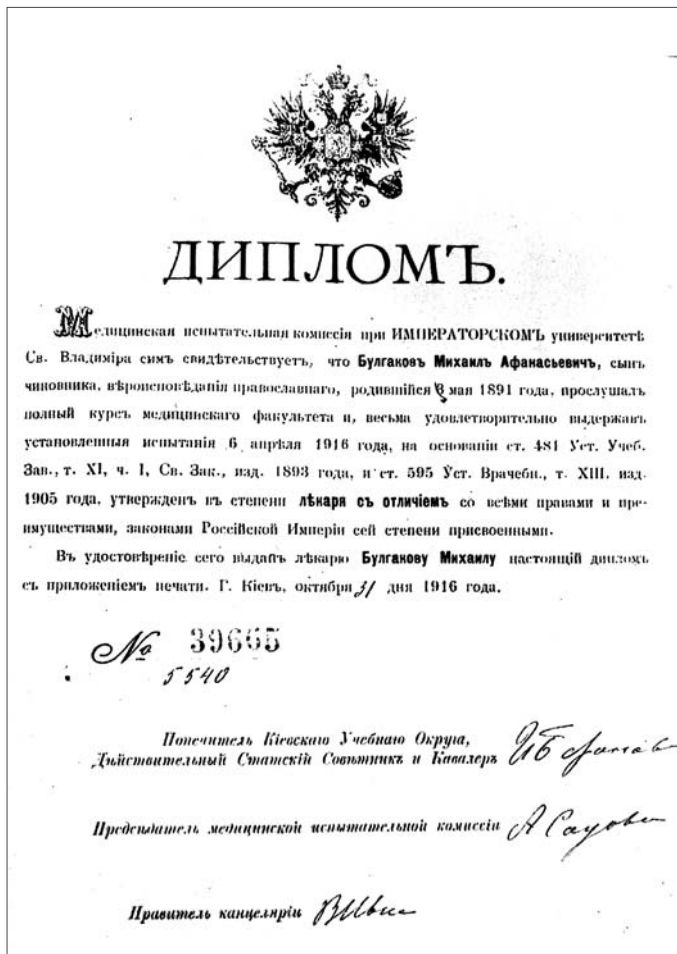 ДИПЛОМЪ.
Медицинская испытательная комиссія при ИМПЕРАТОРСКОМЪ университетѣ
Св. Владиміра симъ свидѣтельствуетъ, что Булгаковъ Михаилъ Афанасьевичъ, сынъ
чиновника, вѣроисповѣданія православнаго, родившійся 3 мая 1891 года, прослушалъ
полный курсъ медицинскаго факультета и, весьма удовлетворительно выдержавъ
установленныя испытанія 6 апрѣля 1916 года, на основаніи ст. 481 Уст. Учеб.
Зав., т. XI, ч. I, Св. Зак., изд. 1893 года, и ст. 595 Уст. Врачебн., т. XIII. изд.
1905 года, утвержденъ въ степени лѣкаря съ отличіемъ со всѣми правами и пре-
имуществами, законами Россійской Имперіи сей степени присвоенными.
Въ удостовѣреніе сего выданъ лѣкарю Булгакову Михаилу настоящій дипломъ
съ приложеніемъ печати. Г. Кіевъ, октября 31 дня 1916 года.
№ 39665
5540
Попечитель Кіевскаго Учебнаго Округа,
Дѣйствительный Статскій Совѣтникъ и Кавалеръ
Предсѣдатель медицинской испытательной комиссіи
Правитель канцеляріи